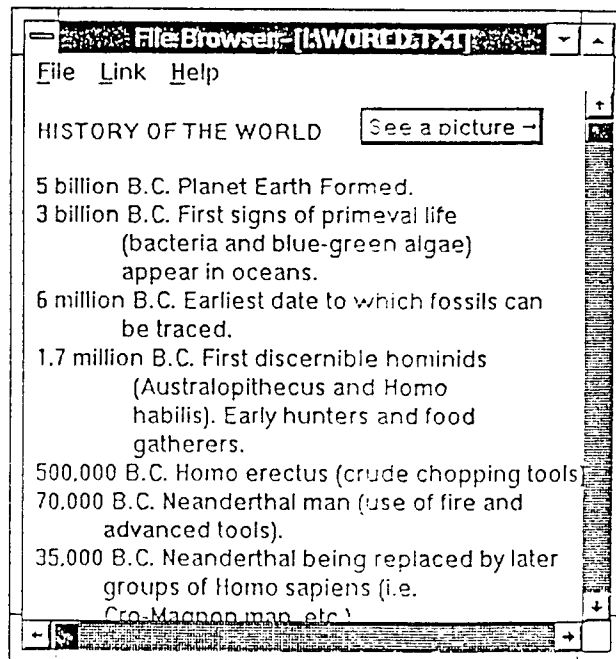 File Browser - [I:\WORLD.TXT]
File Link Help
HISTORY OF THE WORLD
See a picture →
5 billion B.C. Planet Earth Formed.
3 billion B.C. First signs of primeval life
(bacteria and blue-green algae)
appear in oceans.
6 million B.C. Earliest date to which fossils can
be traced.
1.7 million B.C. First discernible hominids
(Australopithecus and Homo
habilis). Early hunters and food
gatherers.
500.000 B.C. Homo erectus (crude chopping tools)
70.000 B.C. Neanderthal man (use of fire and
advanced tools).
35.000 B.C. Neanderthal being replaced by later
groups of Homo sapiens (i.e.
Cro-Magnon man, etc.)